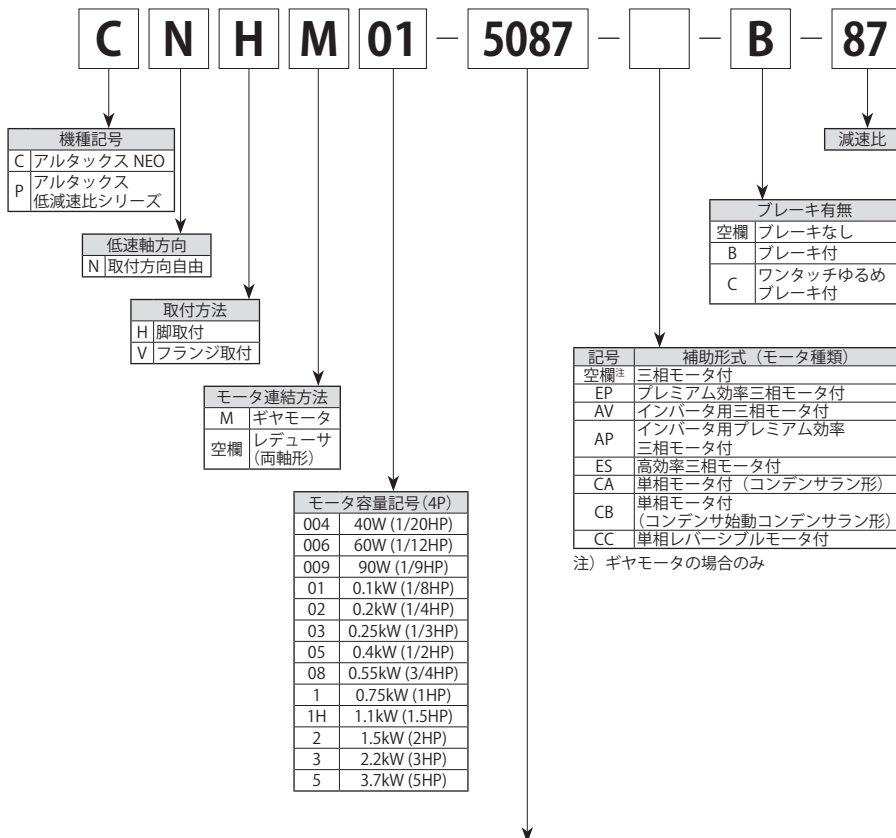 C N H M 01 − 5087 − − B − 87
機種記号
C アルタックス NEO
P アルタックス
低減速比シリーズ
低速軸方向
N 取付方向自由
取付方法
H 脚取付
V フランジ取付
モータ連結方法
M ギヤモータ
空欄 レデューサ
(両軸形)
モータ容量記号(4P)
004 40W (1/20HP)
006 60W (1/12HP)
009 90W (1/9HP)
01 0.1kW (1/8HP)
02 0.2kW (1/4HP)
03 0.25kW (1/3HP)
05 0.4kW (1/2HP)
08 0.55kW (3/4HP)
1 0.75kW (1HP)
1H 1.1kW (1.5HP)
2 1.5kW (2HP)
3 2.2kW (3HP)
5 3.7kW (5HP)
減速比
ブレーキ有無
空欄 ブレーキなし
B ブレーキ付
C ワンタッチゆるめ
ブレーキ付
記号 補助形式（モータ種類）
空欄注 三相モータ付
EP プレミアム効率三相モータ付
AV インバータ用三相モータ付
AP インバータ用プレミアム効率
三相モータ付
ES 高効率三相モータ付
CA 単相モータ付（コンデンサラン形）
CB 単相モータ付
(コンデンサ始動コンデンサラン形)
CC 単相レバーシブルモータ付
注）ギヤモータの場合のみ